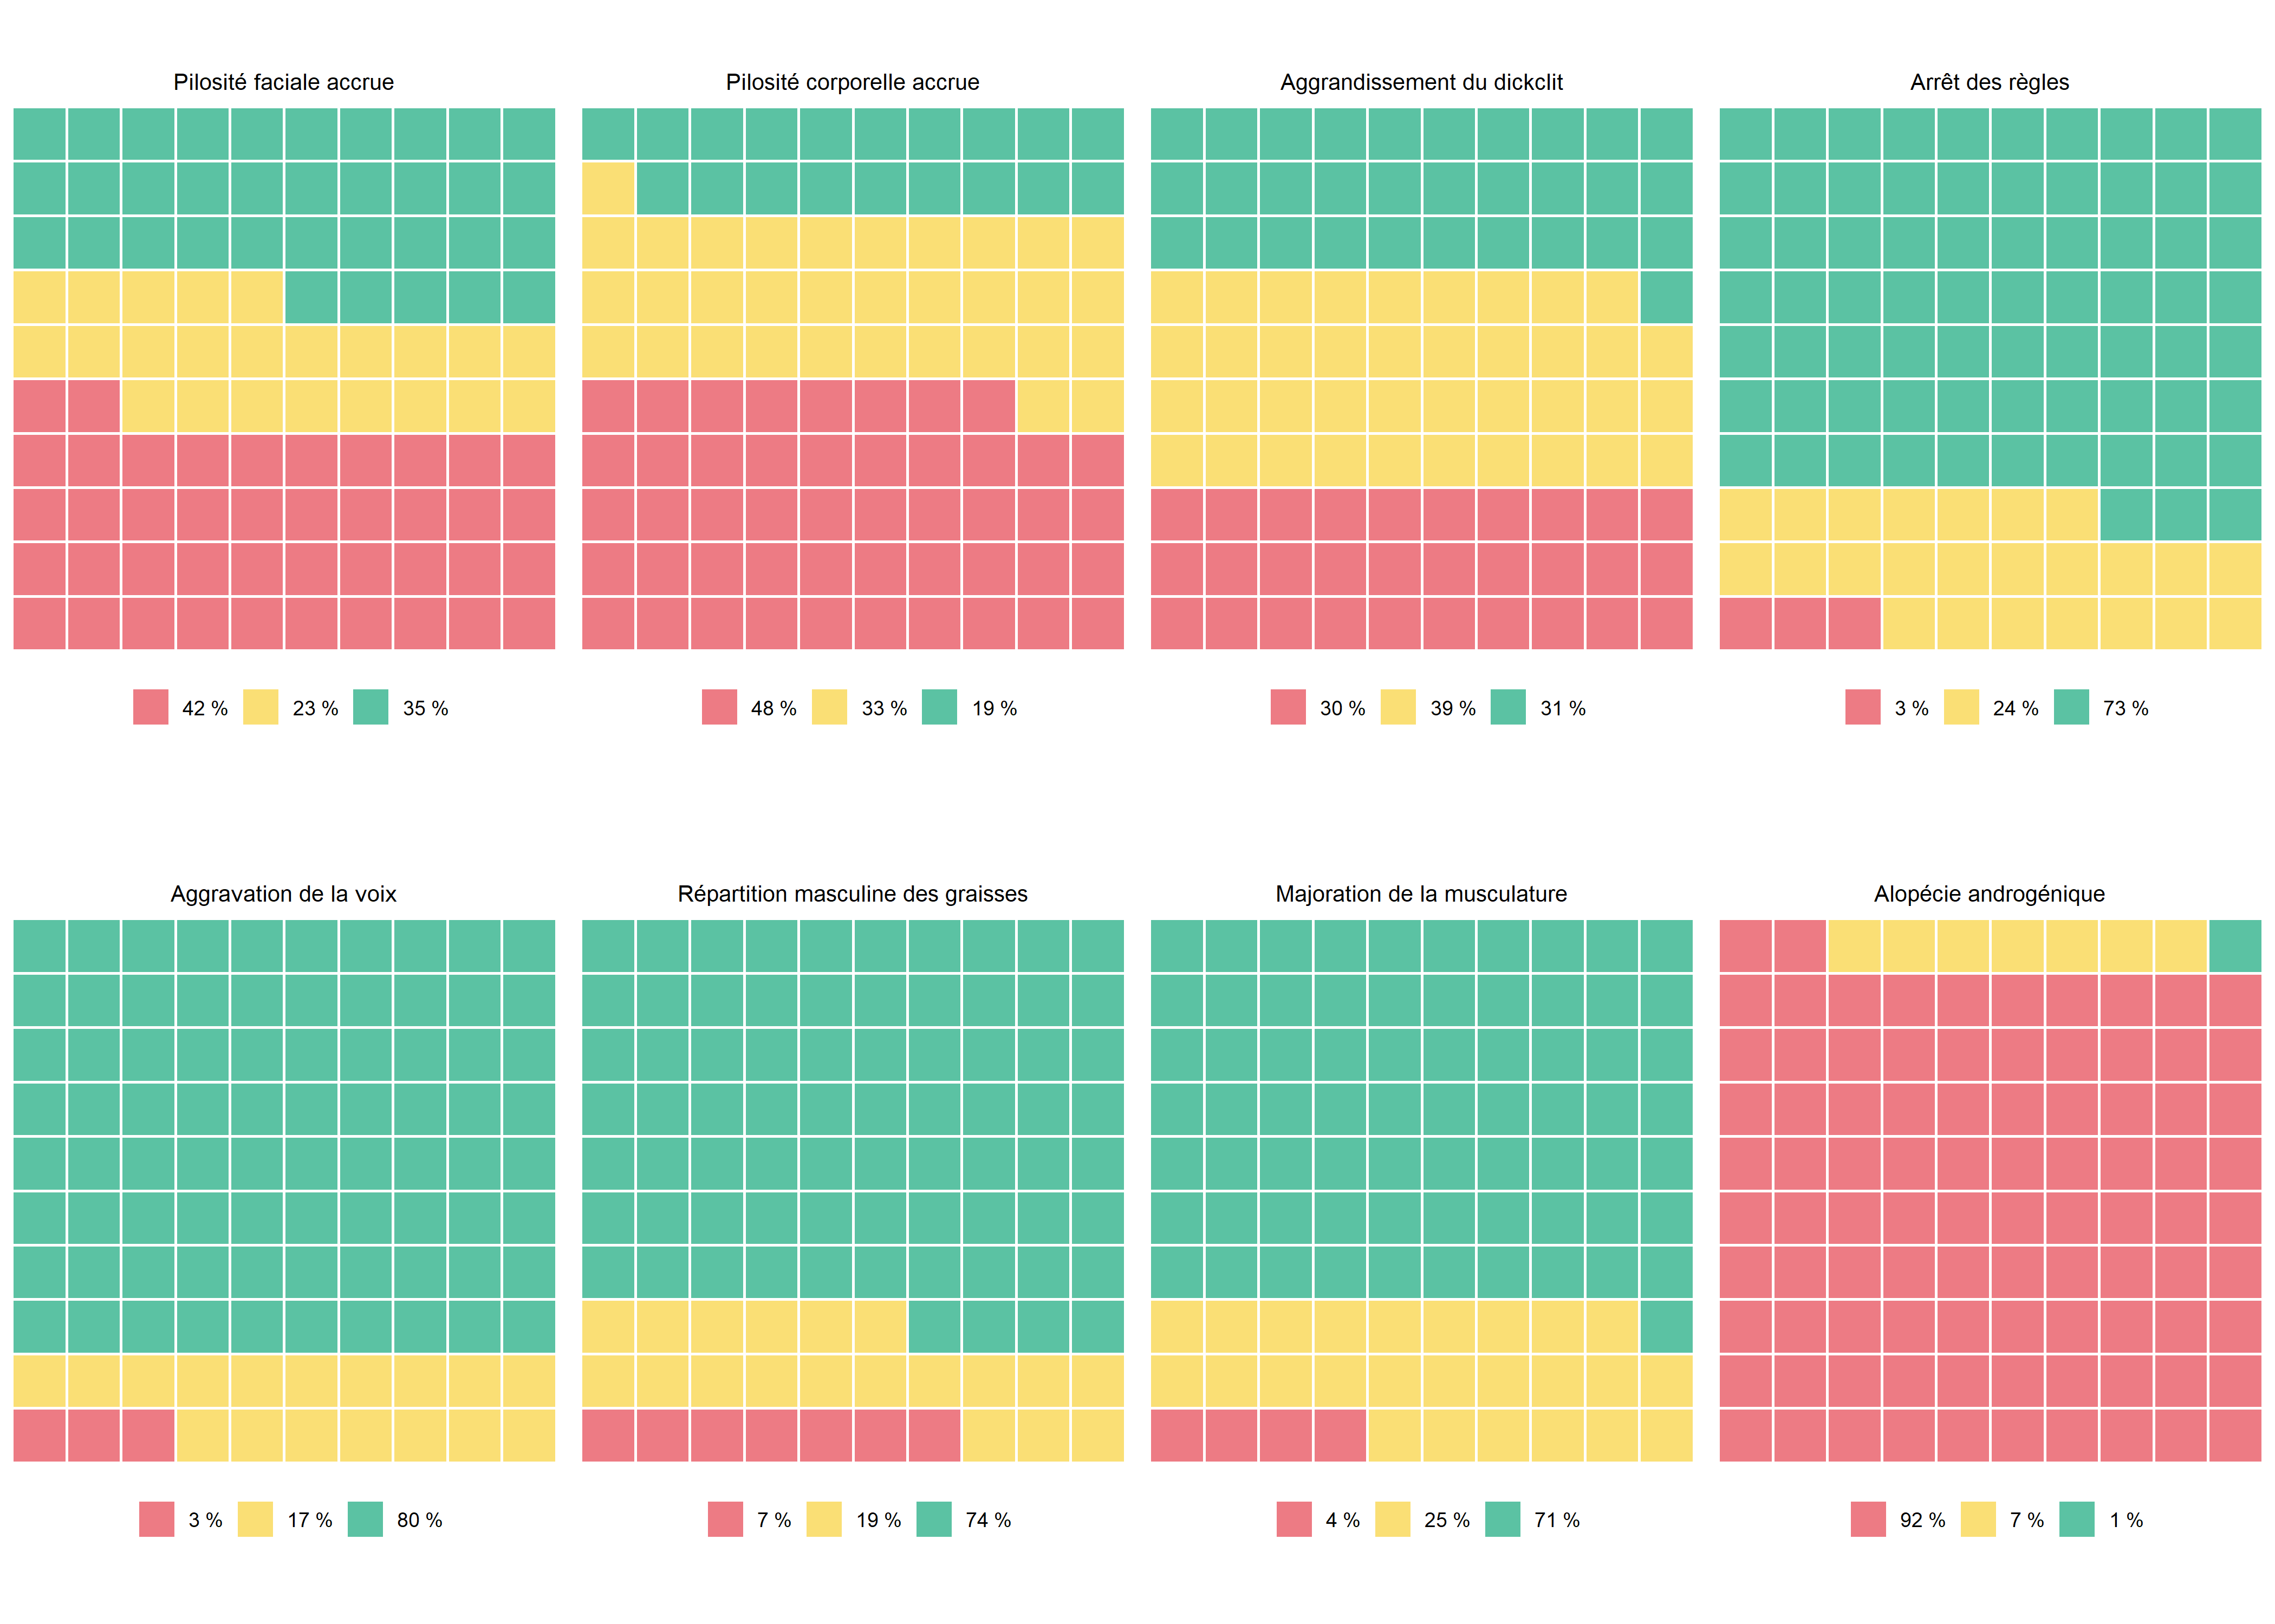 Pilosité faciale accrue
Pilosité corporelle accrue
Aggrandissement du dickclit
Arrêt des règles
42 % 23 % 35 %
48 % 33 % 19 %
30 % 39 % 31 %
3 % 24 % 73 %
Aggravation de la voix
Répartition masculine des graisses
Majoration de la musculature
Alopécie androgénique
3 % 17 % 80 %
7 % 19 % 74 %
4 % 25 % 71 %
92 % 7 % 1 %